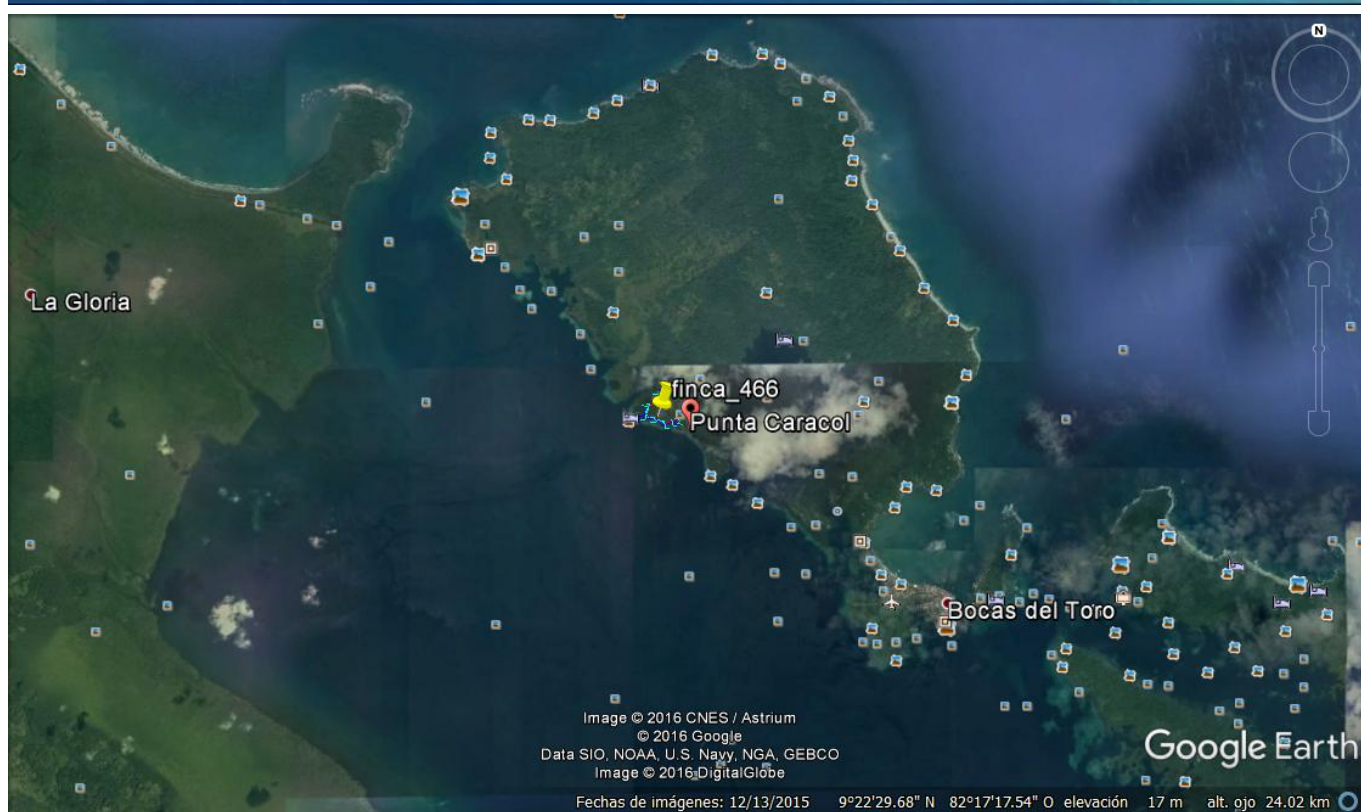 N
La Gloria
finca_466
Punta Caracol
Bocas del Toro
Image © 2016 CNES / Astrium
© 2016 Google
Data SIO, NOAA, U.S. Navy, NGA, GEBCO
Image © 2016 DigitalGlobe
Google Earth
Fechas de imágenes: 12/13/2015 9°22'29.68" N 82°17'17.54" O elevación 17 m alt. ojo 24.02 km